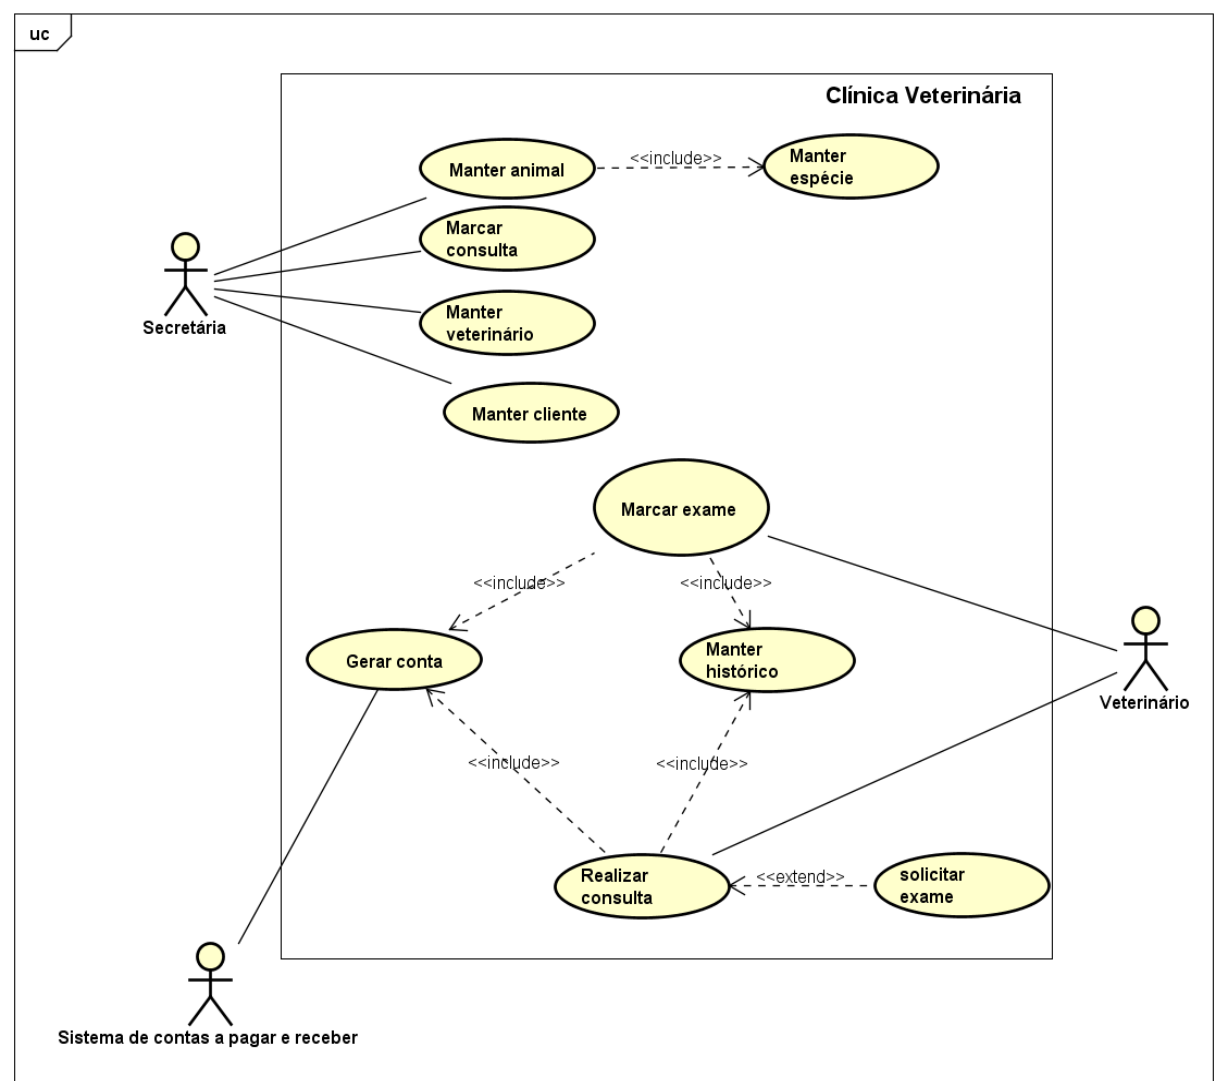 uc
Clínica Veterinária
Manter animal
<<include>>
Manter
espécie
Marcar
consulta
Secretária
Manter
veterinário
Manter cliente
Marcar exame
<<include>>
<<include>>
Gerar conta
Manter
histórico
Veterinário
<<include>>
<<include>>
Realizar
consulta
<<extend>>
solicitar
exame
Sistema de contas a pagar e receber